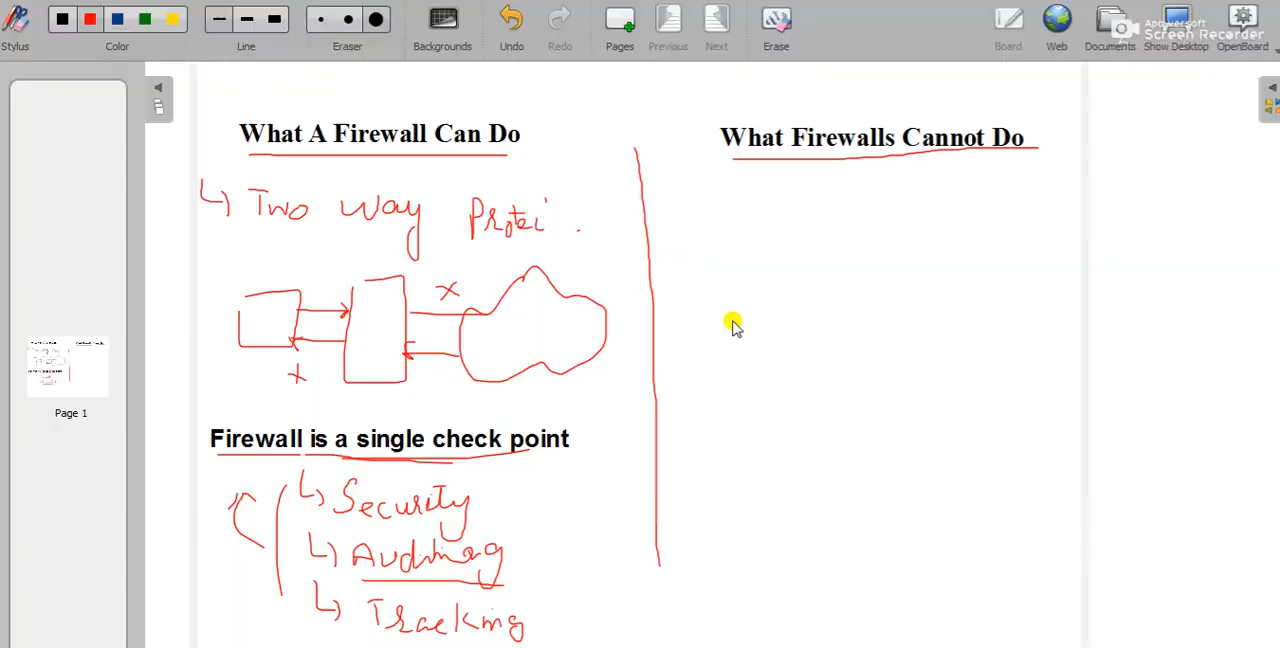 Stylus
Color
Line
Eraser
Backgrounds
Undo
Redo
Pages
Previous
Next
Erase
Board
Web
Documents
Show Desktop
OpenBoard
Apowersoft
Screen Recorder
Page 1
What A Firewall Can Do
Two Way
X
X
Firewall is a single check point
Security
Auditing
Tracking
What Firewalls Cannot Do